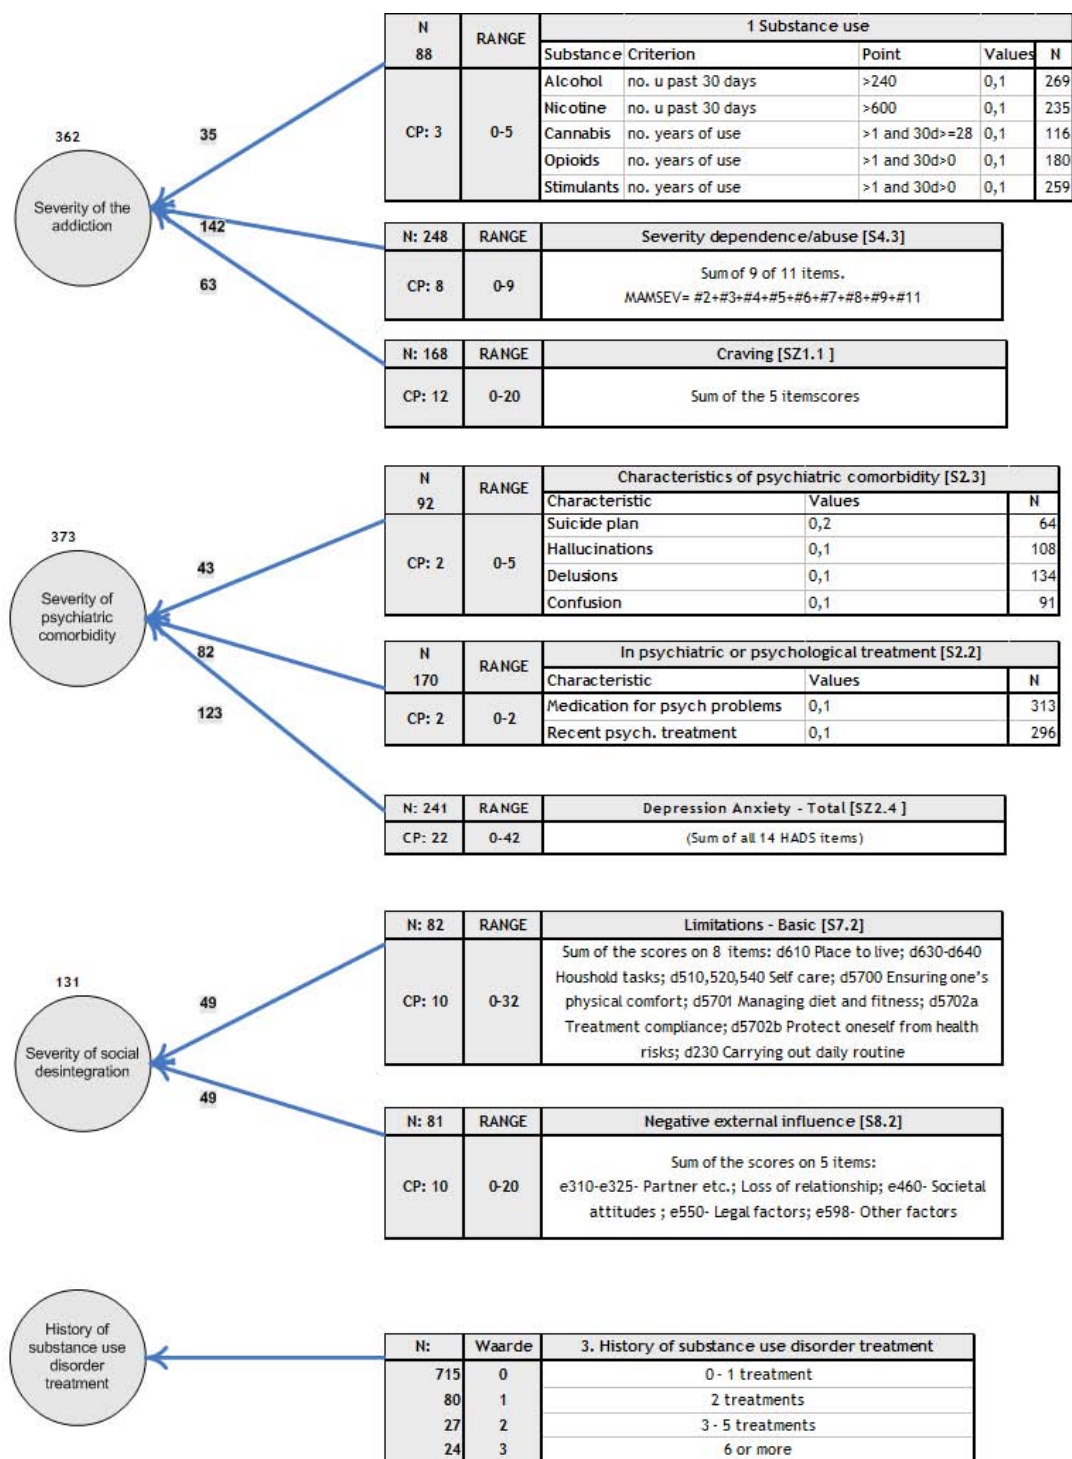 N
88
RANGE
1 Substance use
Substance Criterion Point Values N
Alcohol no. u past 30 days >240 0,1 269
Nicotine no. u past 30 days >600 0,1 235
CP: 3 0-5 Cannabis no. years of use >1 and 30d>=28 0,1 116
Opioids no. years of use >1 and 30d>0 0,1 180
Stimulants no. years of use >1 and 30d>0 0,1 259
362
Severity of the
addiction
35
142
63
N: 248 RANGE Severity dependence/abuse [S4.3]
CP: 8 0-9 Sum of 9 of 11 items.
MAMSEV= #2+#3+#4+#5+#6+#7+#8+#9+#11
N: 168 RANGE Craving [SZ1.1 ]
CP: 12 0-20 Sum of the 5 itemscores
N
92
RANGE
Characteristics of psychiatric comorbidity [S2.3]
Characteristic Values N
Suicide plan 0,2 64
Hallucinations 0,1 108
CP: 2 0-5
Delusions 0,1 134
Confusion 0,1 91
373
Severity of
psychiatric
comorbidity
43
82
123
N
170
RANGE
In psychiatric or psychological treatment [S2.2]
Characteristic Values N
CP: 2 0-2
Medication for psych problems 0,1 313
Recent psych. treatment 0,1 296
N: 241 RANGE Depression Anxiety - Total [SZ2.4 ]
CP: 22 0-42 (Sum of all 14 HADS items)
131
Severity of social
desintegration
49
49
N: 82 RANGE Limitations - Basic [S7.2]
CP: 10 0-32
Sum of the scores on 8 items: d610 Place to live; d630-d640
Houshold tasks; d510,520,540 Self care; d5700 Ensuring one's
physical comfort; d5701 Managing diet and fitness; d5702a
Treatment compliance; d5702b Protect oneself from health
risks; d230 Carrying out daily routine
N: 81 RANGE Negative external influence [S8.2]
CP: 10 0-20
Sum of the scores on 5 items:
e310-e325- Partner etc.; Loss of relationship; e460- Societal
attitudes ; e550- Legal factors; e598- Other factors
History of
substance use
disorder
treatment
N: Waarde 3. History of substance use disorder treatment
715 0 0 - 1 treatment
80 1 2 treatments
27 2 3 - 5 treatments
24 3 6 or more